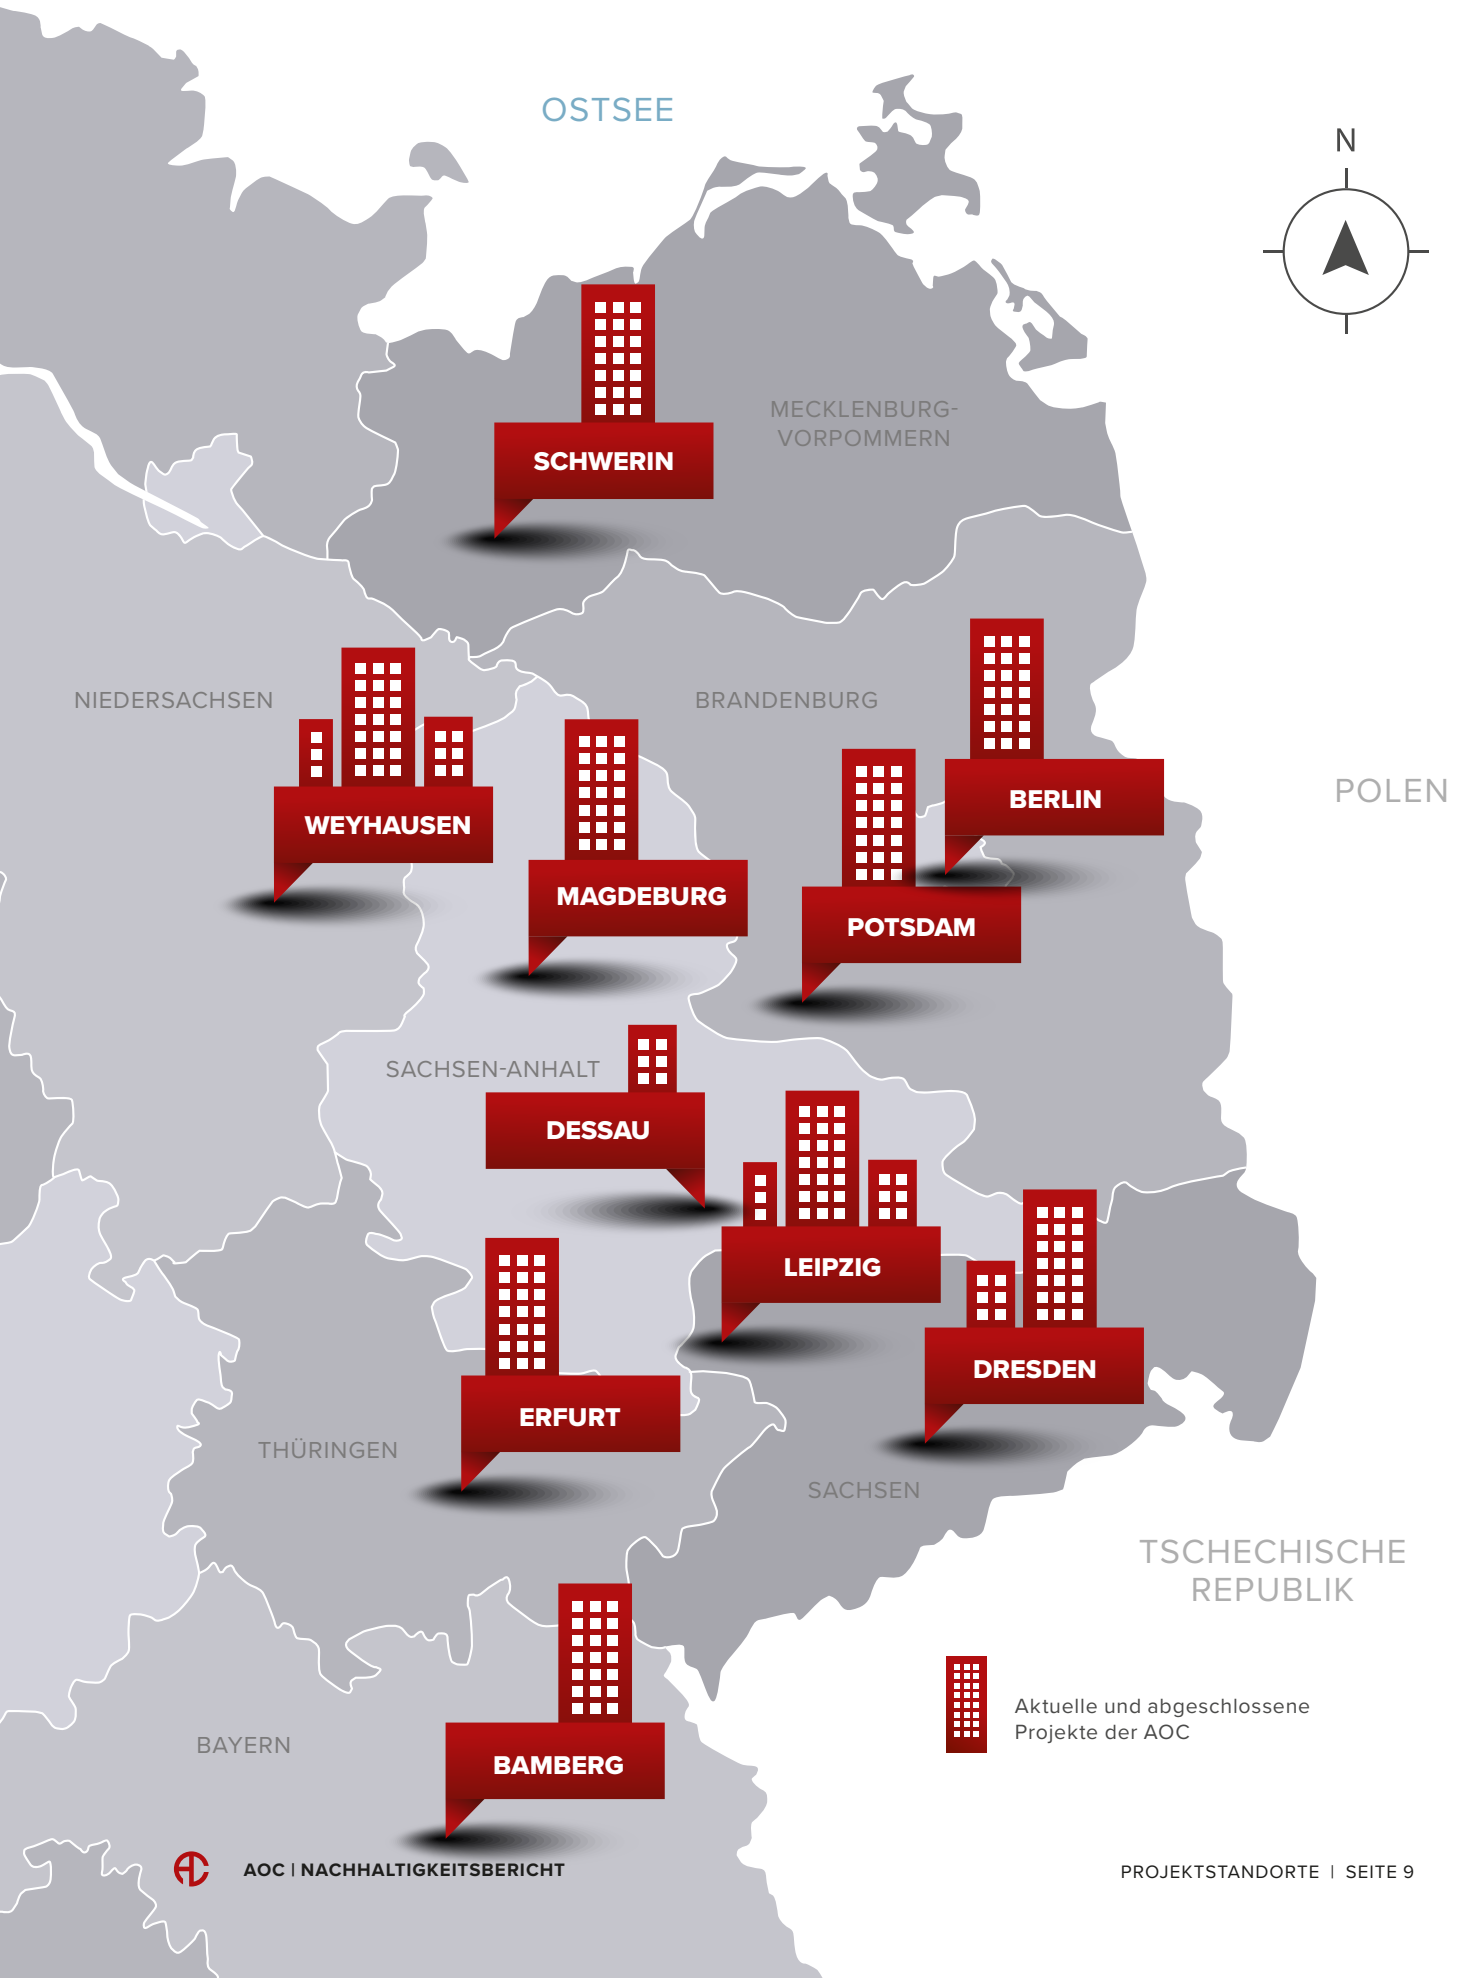 OSTSEE
N
MECKLENBURG-
VORPOMMERN
SCHWERIN
NIEDERSACHSEN
BRANDENBURG
POLEN
BERLIN
WEYHAUSEN
MAGDEBURG
POTSDAM
SACHSEN-ANHALT
DESSAU
LEIPZIG
DRESDEN
ERFURT
THÜRINGEN
SACHSEN
TSCHECHISCHE
REPUBLIK
Aktuelle und abgeschlossene
Projekte der AOC
BAYERN
BAMBERG
AOC | NACHHALTIGKEITSBERICHT
PROJEKTSTANDORTE | SEITE 9